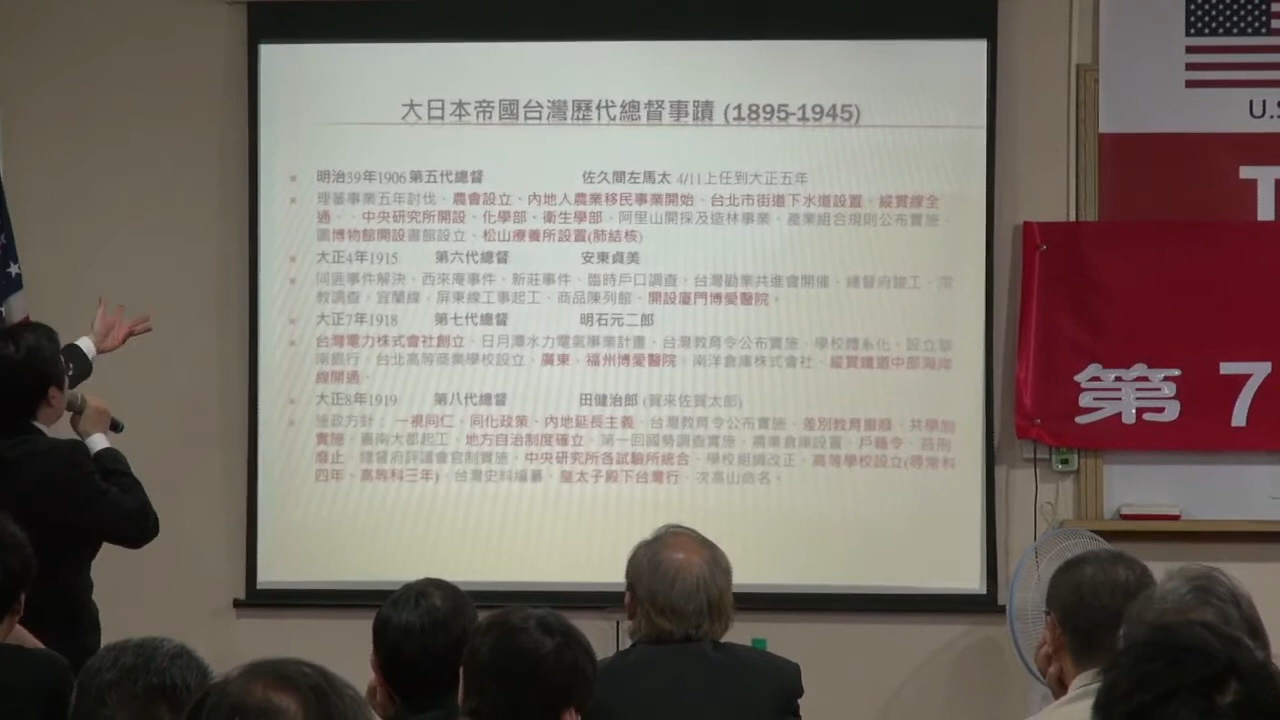 大日本帝國台灣歷代總督事蹟 (1895-1945)
明治39年1906第五代總督 佐久間左馬太 4/11上任到大正五年
理蕃事業五年討伐、農會設立、內地人農業移民事業開始、台北市街道下水道設置、縱貫線全
通、、中央研究所開設、化學部、衛生學部、阿里山開採及造林事業、產業組合規則公布實施、
圖博物館開設書館設立、松山療養所設置(肺結核)
大正4年1915 第六代總督 安東貞美
事件解決，西來庵事件、新莊事件、臨時戶口調查，台灣勸業共進會開催、總督府竣工、宗
教調查，宜蘭線，屏東線工事起工、商品陳列館、開設廈門博愛醫院。
大正7年1918 第七代總督 明石元二郎
台灣電力株式會社創立、日月潭水力電氣事業計畫、台灣教育令公布實施、學校體系化、設立華
南銀行、台北高等商業學校設立、廣東、福州博愛醫院、南洋倉庫株式會社、縱貫鐵道中部海岸
線開通、
大正8年1919 第八代總督 田健治郎 (賀來佐賀太郎)
施政方針：一視同仁、同化政策、內地延長主義、台灣教育令公布實施、差別教育撤廢、共學制
實施、嘉南大郡起工、地方自治制度確立、第一回國勢調查實施、農業倉庫設置、戶籍令、笞刑
廢止、總督府評議會官制實施、中央研究所各試驗所統合、學校組織改正、高等學校設立(尋常科
四年、高等科三年)、台灣史料編纂、皇太子殿下台灣行、次高山命名。
U.S
T
第 7